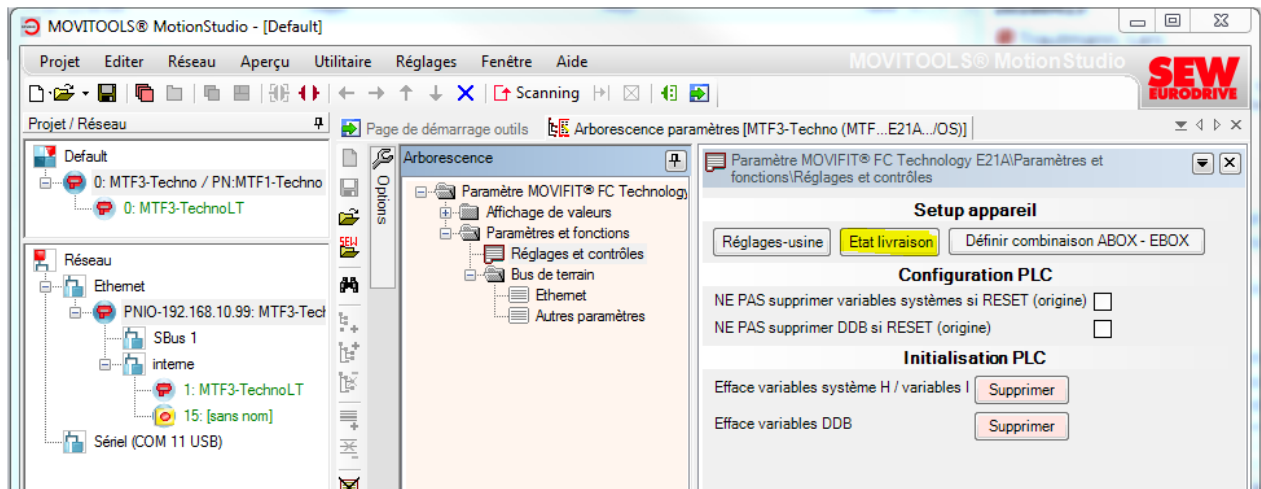 MOVITOOLS® MotionStudio - [Default]
Projet Editer Réseau Aperçu Utilitaire Réglages Fenêtre Aide
MOVITOOLS® MotionStudio
SEW
EURODRIVE
Scanning
Projet / Réseau
Page de démarrage outils
Arborescence paramètres [MTF3-Techno (MTF...E21A.../OS)]
Default
0: MTF3-Techno / PN:MTF1-Techno
0: MTF3-TechnoLT
Réseau
Ethernet
PNIO-192.168.10.99: MTF3-Tech
SBus 1
interne
1: MTF3-TechnoLT
15: [sans nom]
Sériel (COM 11 USB)
Options
SEW
Arborescence
Paramètre MOVIFIT® FC Technology
Affichage de valeurs
Paramètres et fonctions
Réglages et contrôles
Bus de terrain
Ethernet
Autres paramètres
Paramètre MOVIFIT® FC Technology E21A\Paramètres et
fonctions\Réglages et contrôles
Setup appareil
Réglages-usine Etat livraison Définir combinaison ABOX - EBOX
Configuration PLC
NE PAS supprimer variables systèmes si RESET (origine)
NE PAS supprimer DDB si RESET (origine)
Initialisation PLC
Efface variables système H / variables I Supprimer
Efface variables DDB Supprimer